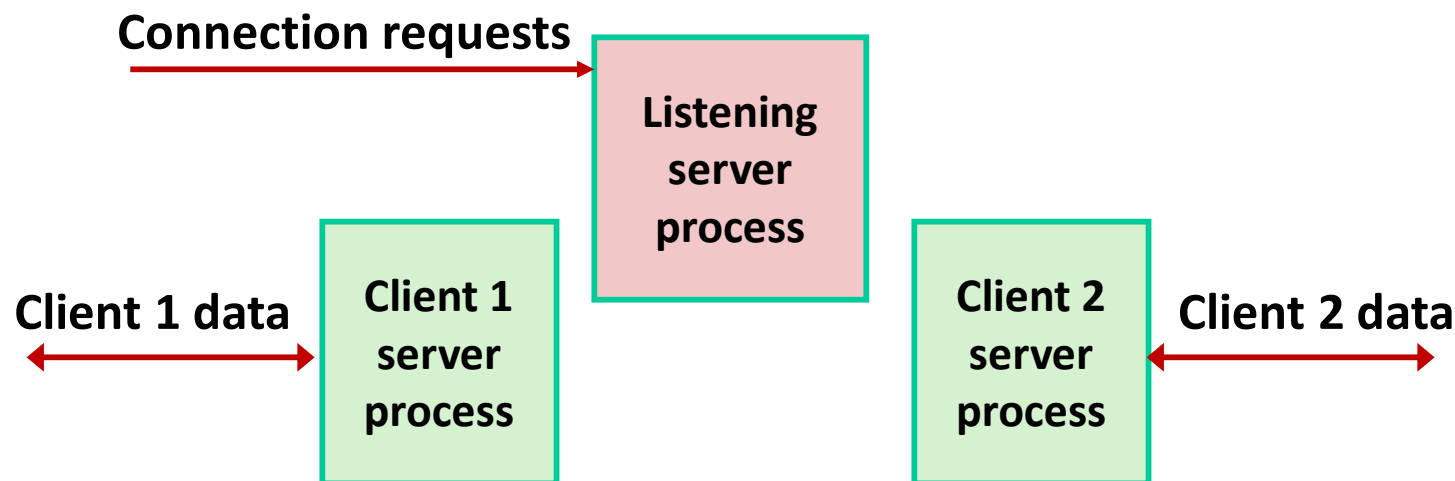 Connection requests
Listening
server
process
Client 1 data
Client 1
server
process
Client 2
server
process
Client 2 data